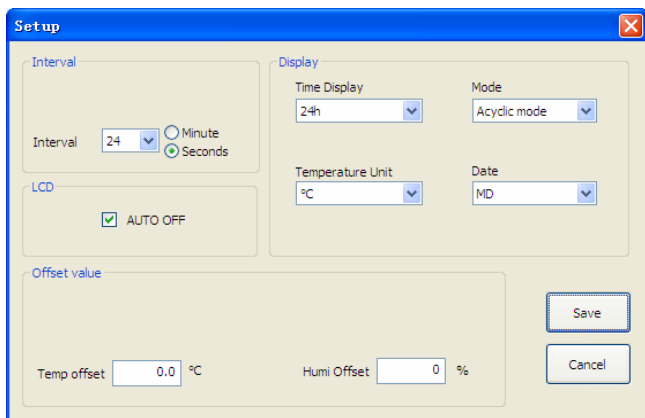 Setup
Interval
Interval 24 Minute
Seconds
LCD
AUTO OFF
Display
Time Display Mode
24h Acyclic mode
Temperature Unit Date
°C MD
Offset value
Temp offset 0.0 °C Humi Offset 0 %
Save
Cancel